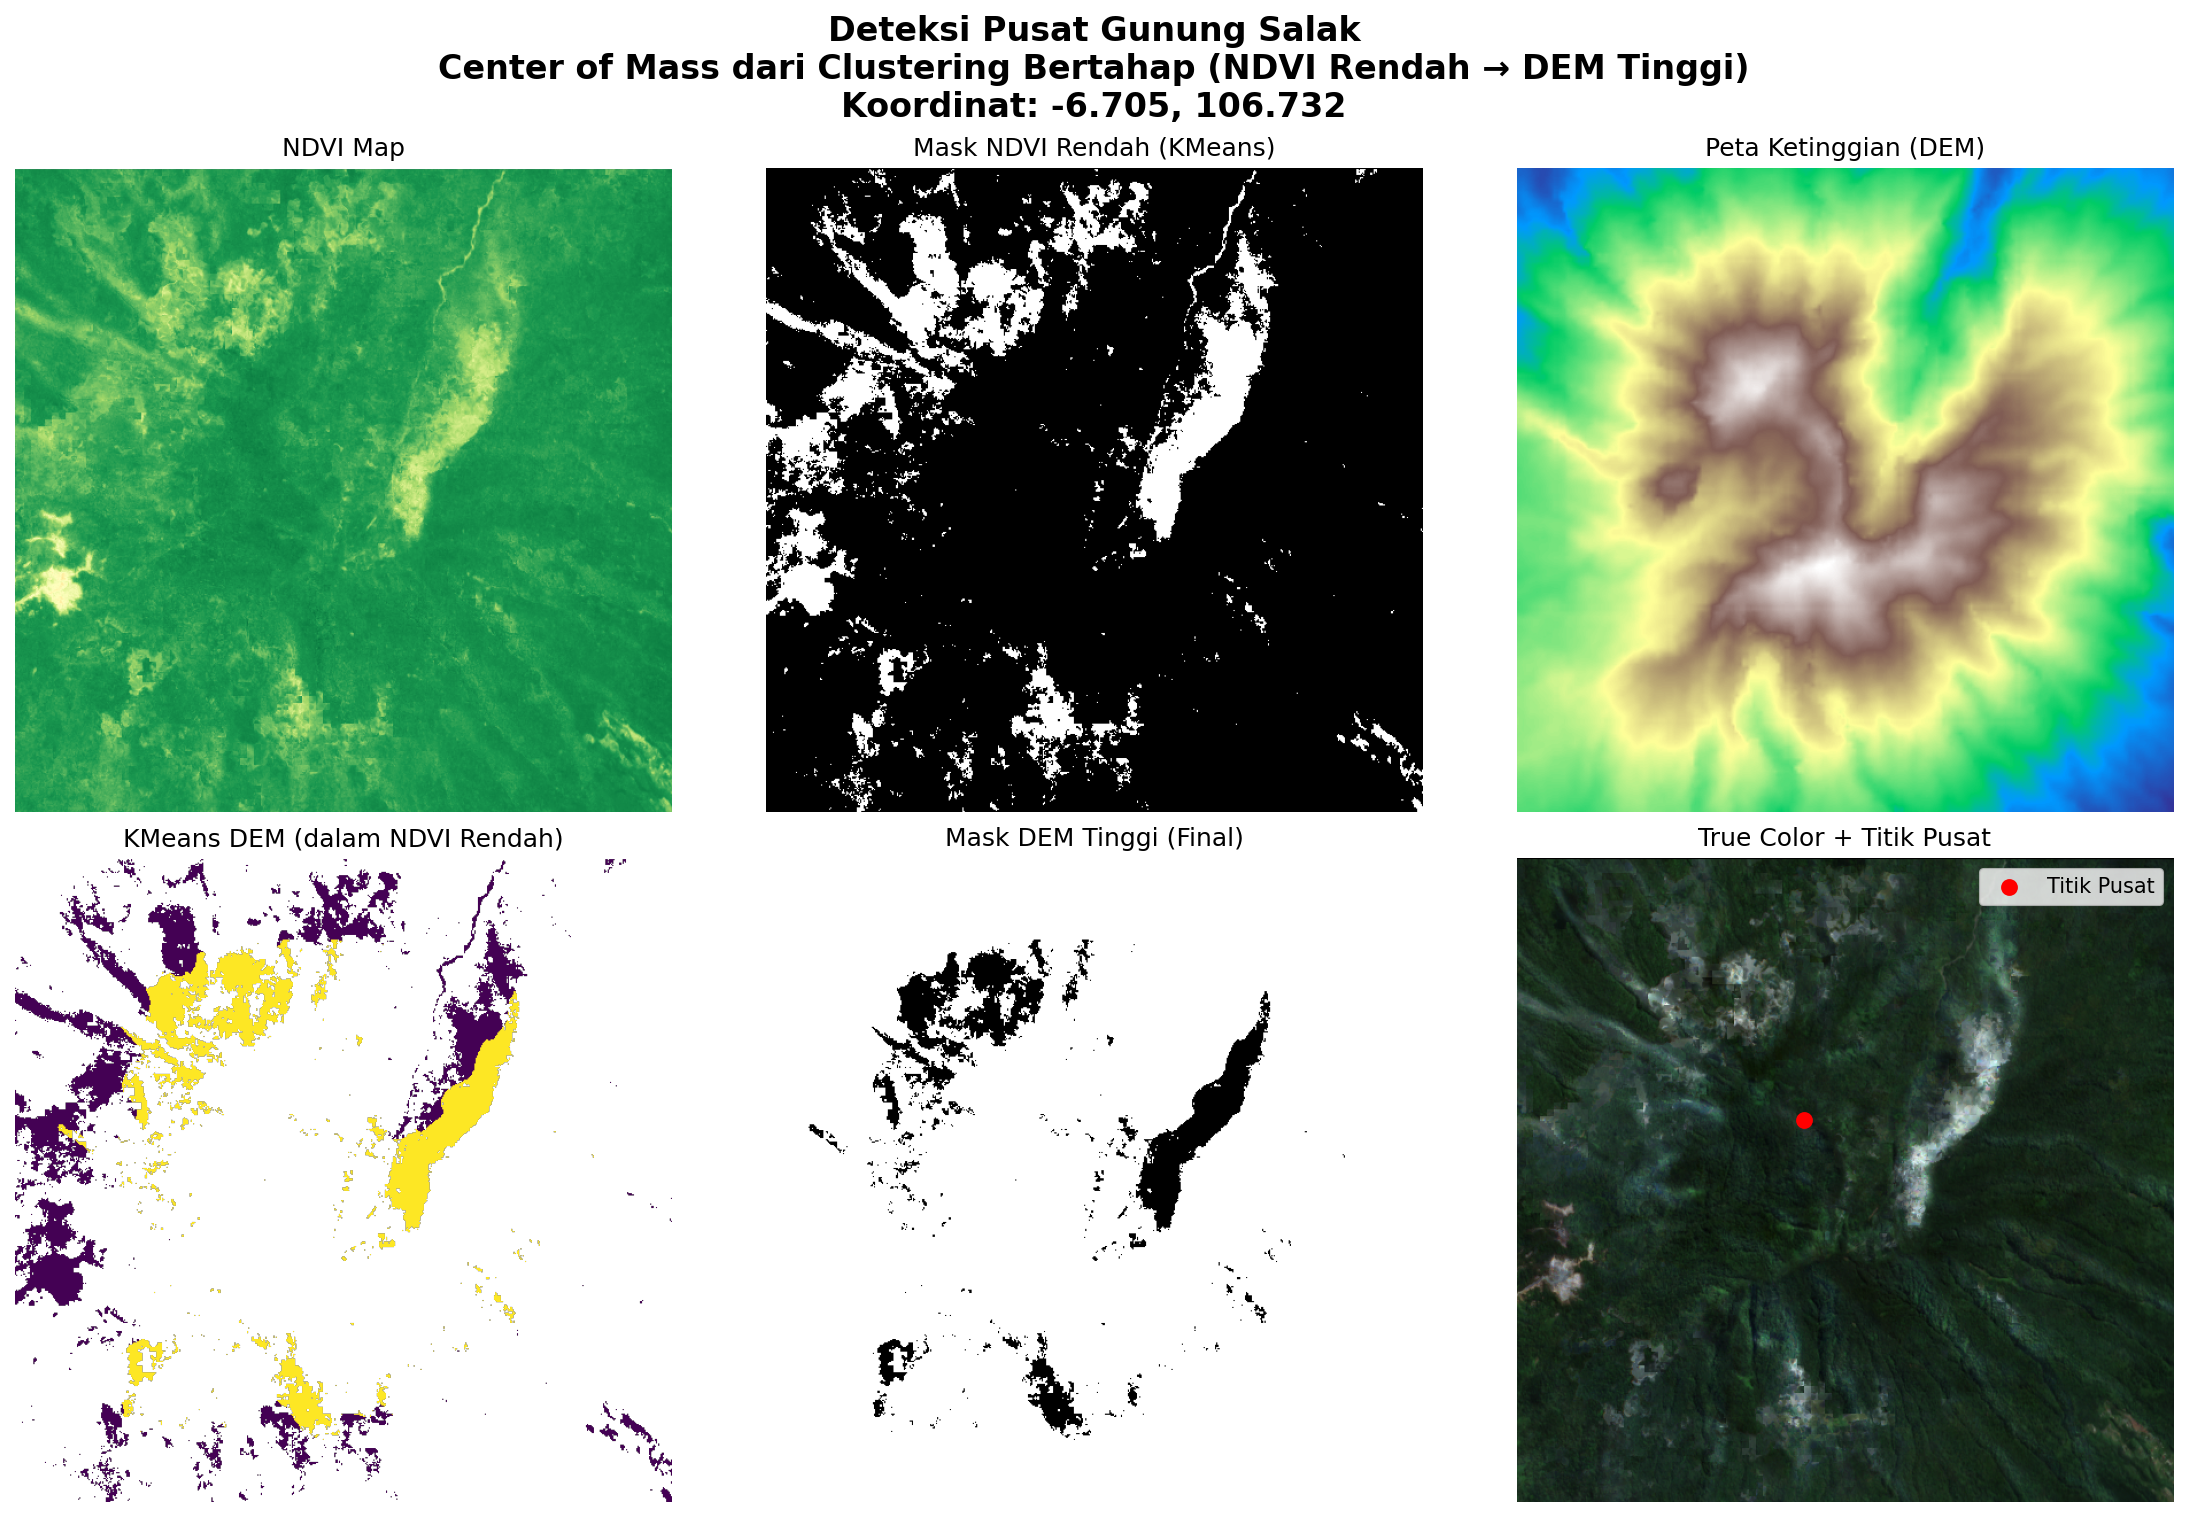 Deteksi Pusat Gunung Salak
Center of Mass dari Clustering Bertahap (NDVI Rendah → DEM Tinggi)
Koordinat: -6.705, 106.732
NDVI Map
Mask NDVI Rendah (KMeans)
Peta Ketinggian (DEM)
KMeans DEM (dalam NDVI Rendah)
Mask DEM Tinggi (Final)
True Color + Titik Pusat
Titik Pusat